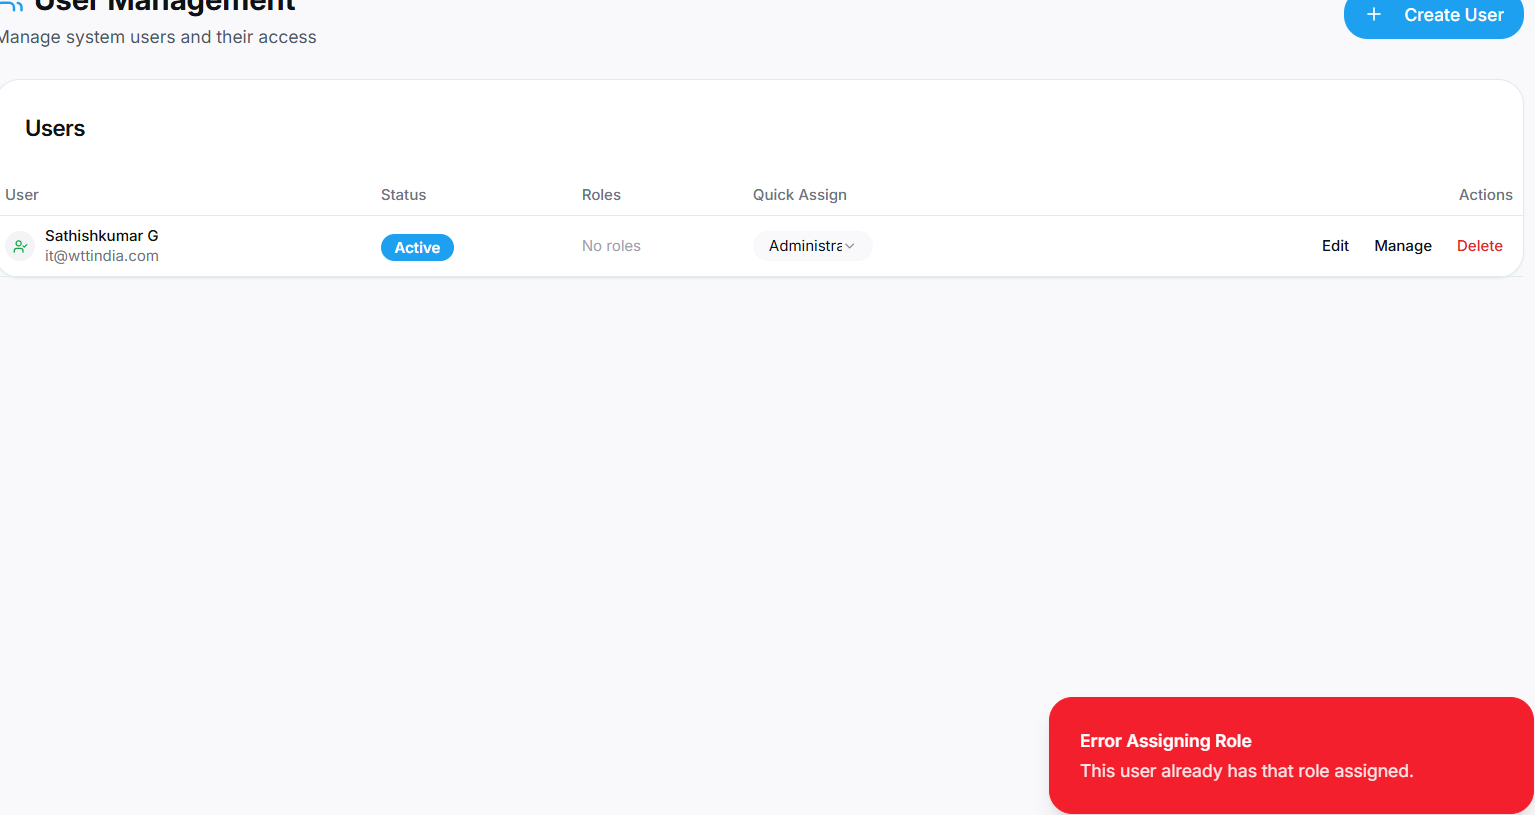 User Management
Manage system users and their access
+ Create User
Users
User Status Roles Quick Assign Actions
Sathishkumar G
it@wttindia.com
Active No roles Administra Edit Manage Delete
Error Assigning Role
This user already has that role assigned.